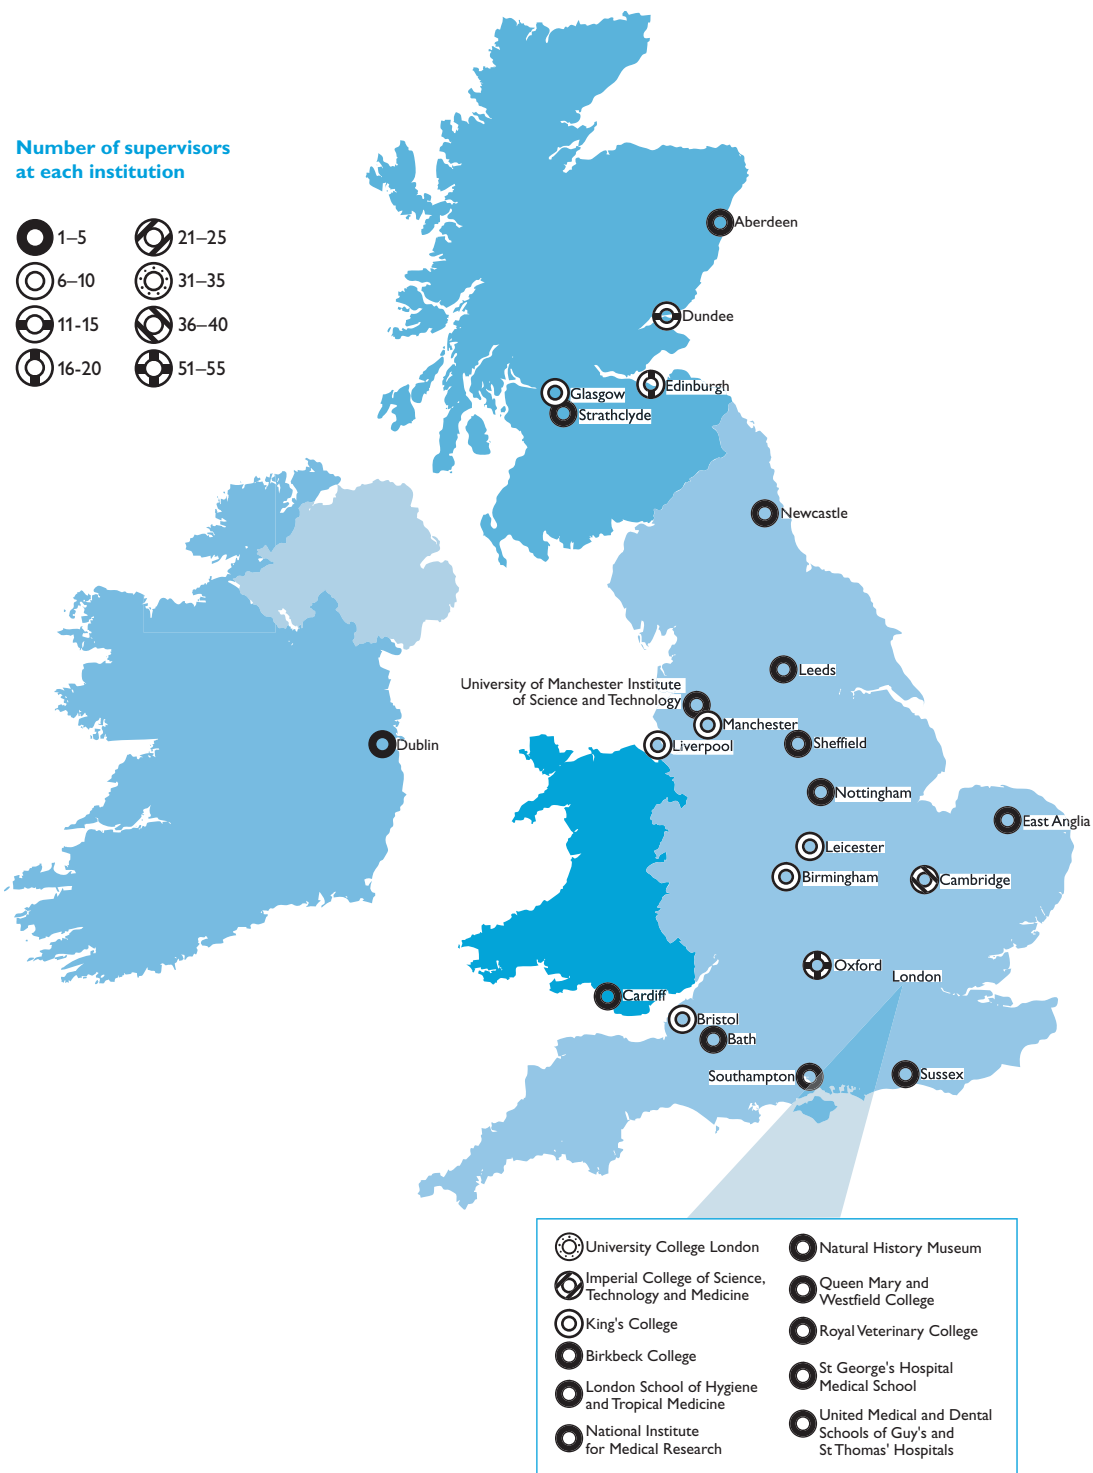 Number of supervisors
at each institution
1–5
21–25
6–10
31–35
11-15
36–40
16-20
51–55
Aberdeen
Dundee
Edinburgh
Glasgow
Strathclyde
Newcastle
Leeds
University of Manchester Institute
of Science and Technology
Manchester
Liverpool
Sheffield
Dublin
Nottingham
East Anglia
Leicester
Birmingham
Cambridge
Oxford
London
Cardiff
Bristol
Bath
Southampton
Sussex
University College London
Imperial College of Science,
Technology and Medicine
King's College
Birkbeck College
London School of Hygiene
and Tropical Medicine
National Institute
for Medical Research
Natural History Museum
Queen Mary and
Westfield College
Royal Veterinary College
St George's Hospital
Medical School
United Medical and Dental
Schools of Guy's and
St Thomas' Hospitals